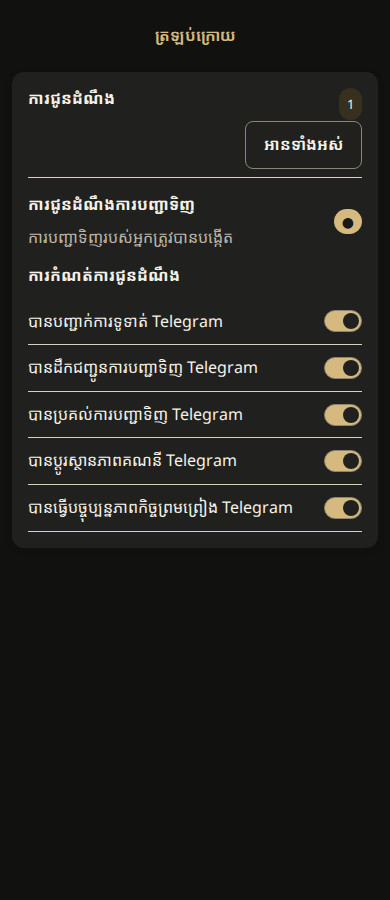 ត្រឡប់ក្រោយ
ការជូនដំណឹង
1
អានទាំងអស់
ការជូនដំណឹងការបញ្ជាទិញ
ការបញ្ជាទិញរបស់អ្នកត្រូវបានបង្កើត
ការកំណត់ការជូនដំណឹង
បានបញ្ជាក់ការទូទាត់ Telegram
បានដឹកជញ្ជូនការបញ្ជាទិញ Telegram
បានប្រគល់ការបញ្ជាទិញ Telegram
បានប្តូរស្ថានភាពគណនី Telegram
បានធ្វើបច្ចុប្បន្នភាពកិច្ចព្រមព្រៀង Telegram